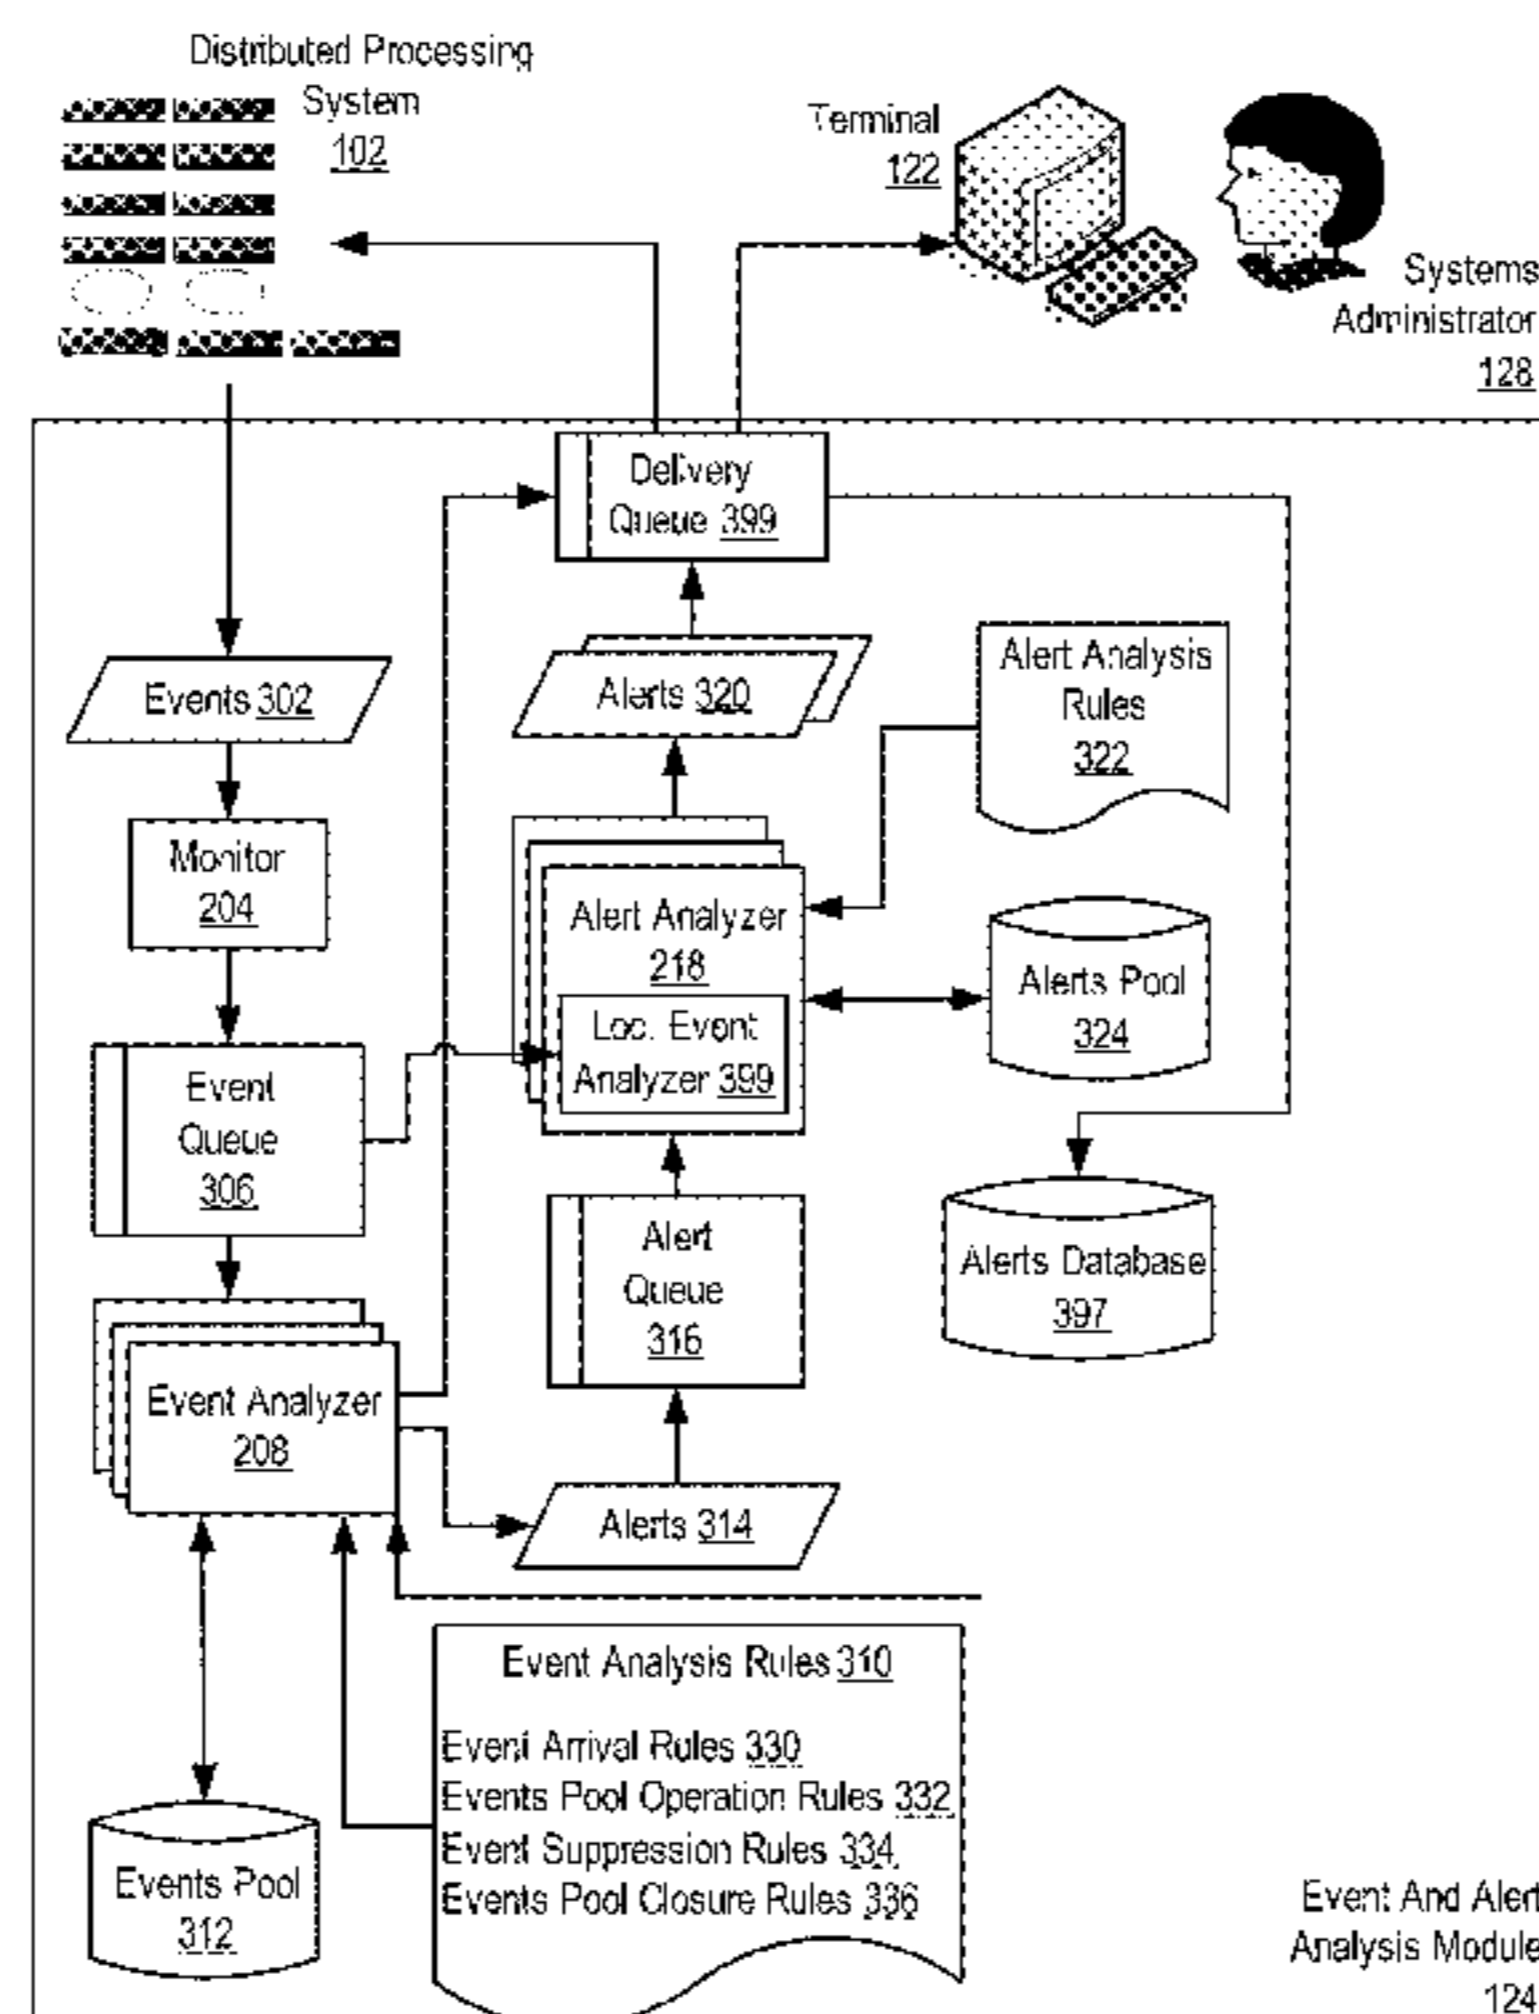 Distributed Processing
System
102
Terminal
122
Systems
Administrator
128
Delivery
Queue 399
Events 302
Alerts 320
Alert Analysis
Rules
322
Monitor
204
Alert Analyzer
218
Loc. Event
Analyzer 399
Alerts Pool
324
Event
Queue
306
Alert
Queue
316
Alerts Database
397
Event Analyzer
208
Alerts 314
Event Analysis Rules 310
Event Arrival Rules 330
Events Pool Operation Rules 332
Event Suppression Rules 334
Events Pool Closure Rules 336
Events Pool
312
Event And Alert
Analysis Module
124